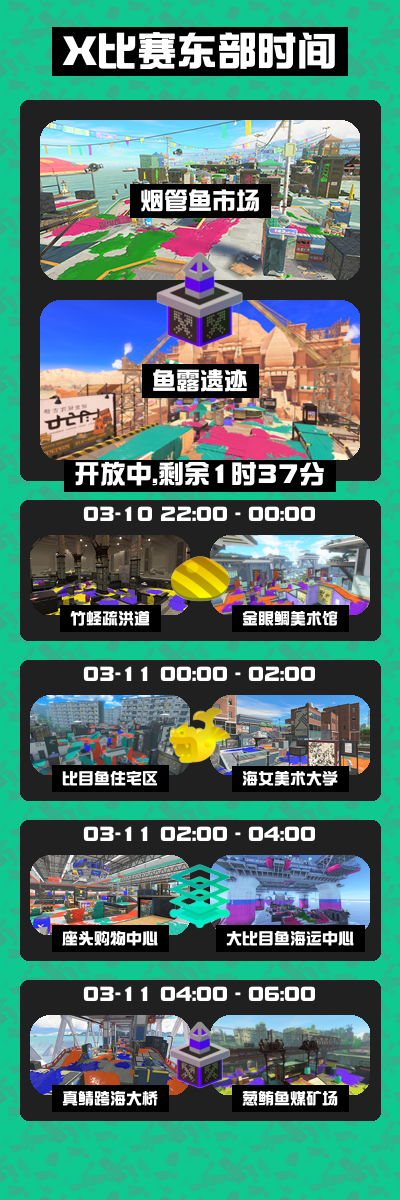 X比赛东部时间
烟管鱼市场
鱼露遗迹
开放中,剩余1时37分
03-10 22:00 - 00:00
竹蛏疏洪道
金眼鲷美术馆
03-11 00:00 - 02:00
比目鱼住宅区
海女美术大学
03-11 02:00 - 04:00
座头购物中心
大比目鱼海运中心
03-11 04:00 - 06:00
真鲭跨海大桥
葱鲔鱼煤矿场